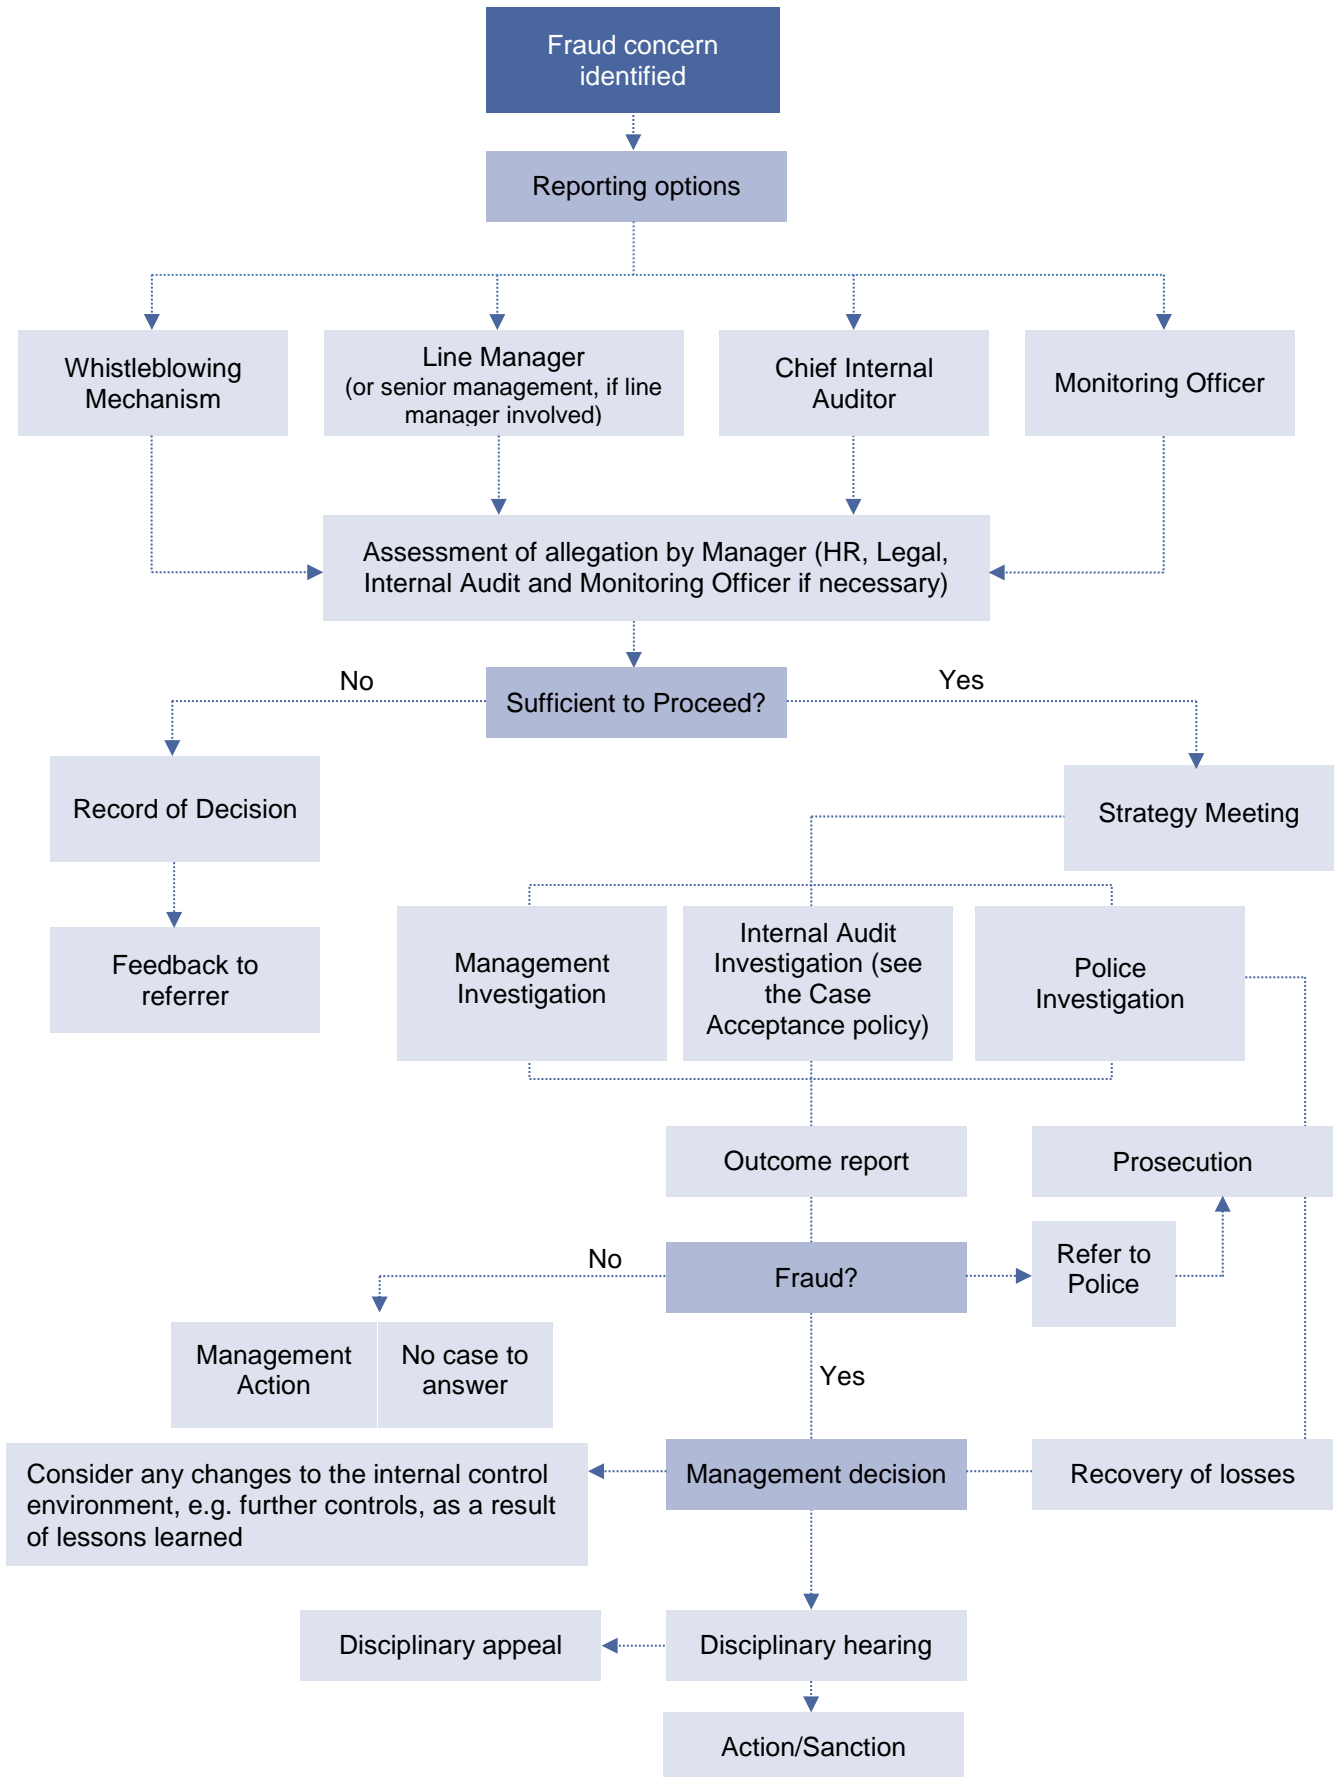 Fraud concern
identified
Reporting options
Whistleblowing
Mechanism
Line Manager
(or senior management, if line
manager involved)
Chief Internal
Auditor
Monitoring Officer
Assessment of allegation by Manager (HR, Legal,
Internal Audit and Monitoring Officer if necessary)
No
Sufficient to Proceed?
Yes
Record of Decision
Strategy Meeting
Feedback to
referrer
Management
Investigation
Internal Audit
Investigation (see
the Case
Acceptance policy)
Police
Investigation
Outcome report
Prosecution
No
Fraud?
Refer to
Police
Management
Action
No case to
answer
Yes
Consider any changes to the internal control
environment, e.g. further controls, as a result
of lessons learned
Management decision
Recovery of losses
Disciplinary appeal
Disciplinary hearing
Action/Sanction